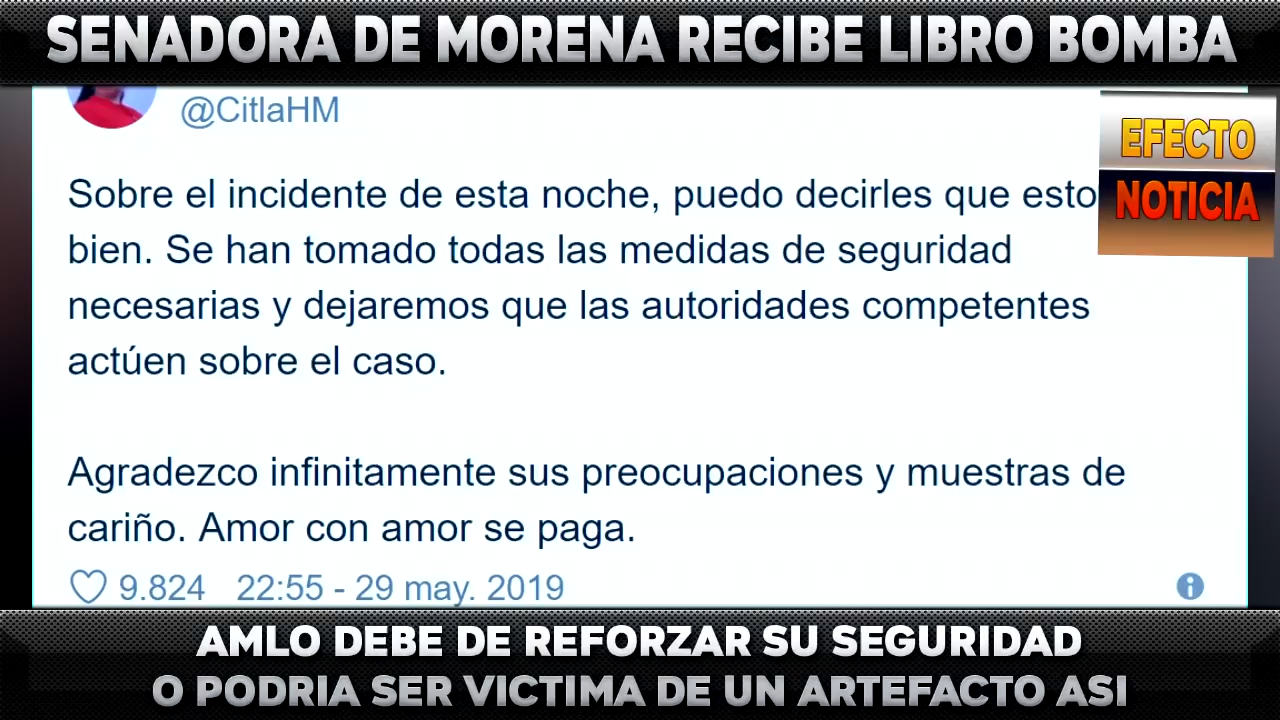 SENADORA DE MORENA RECIBE LIBRO BOMBA
@CitlaHM
EFECTO
NOTICIA
Sobre el incidente de esta noche, puedo decirles que esto
bien. Se han tomado todas las medidas de seguridad
necesarias y dejaremos que las autoridades competentes
actúen sobre el caso.
Agradezco infinitamente sus preocupaciones y muestras de
cariño. Amor con amor se paga.
9.824 22:55 - 29 may. 2019
AMLO DEBE DE REFORZAR SU SEGURIDAD
O PODRIA SER VICTIMA DE UN ARTEFACTO ASI